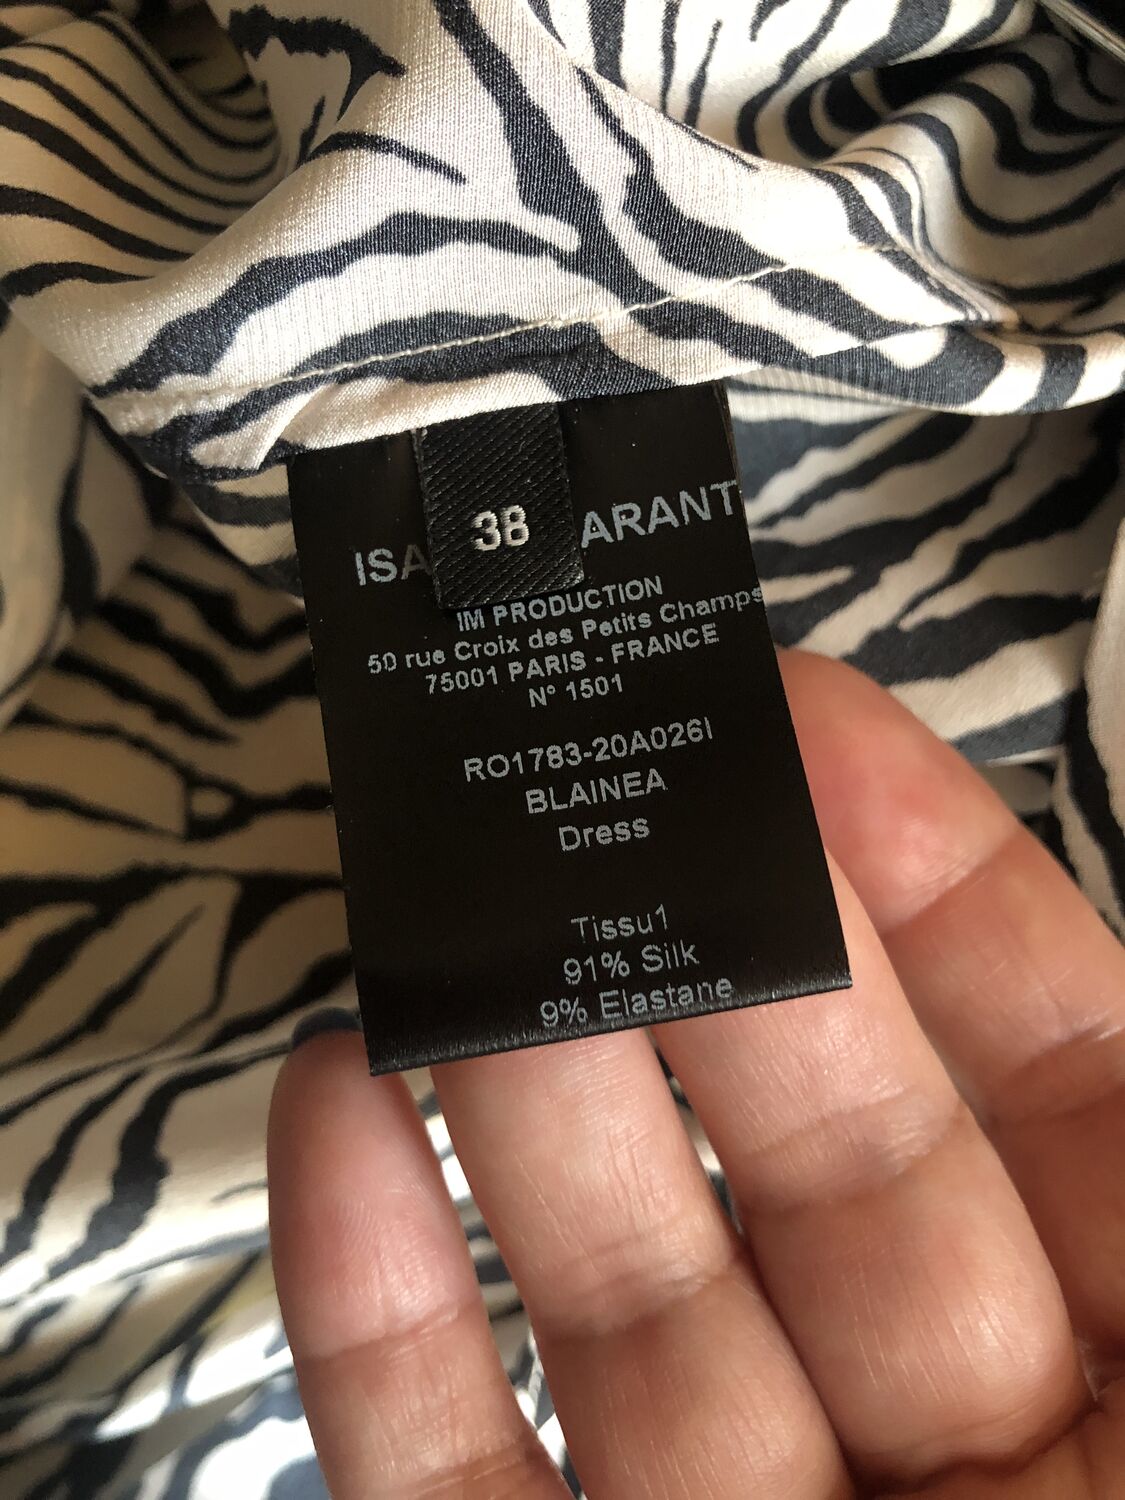 38
ISA ARANT
IM PRODUCTION
50 rue Croix des Petits Champs
75001 PARIS - FRANCE
N° 1501
RO1783-20A026I
BLAINEA
Dress
Tissu1
91% Silk
9% Elastane